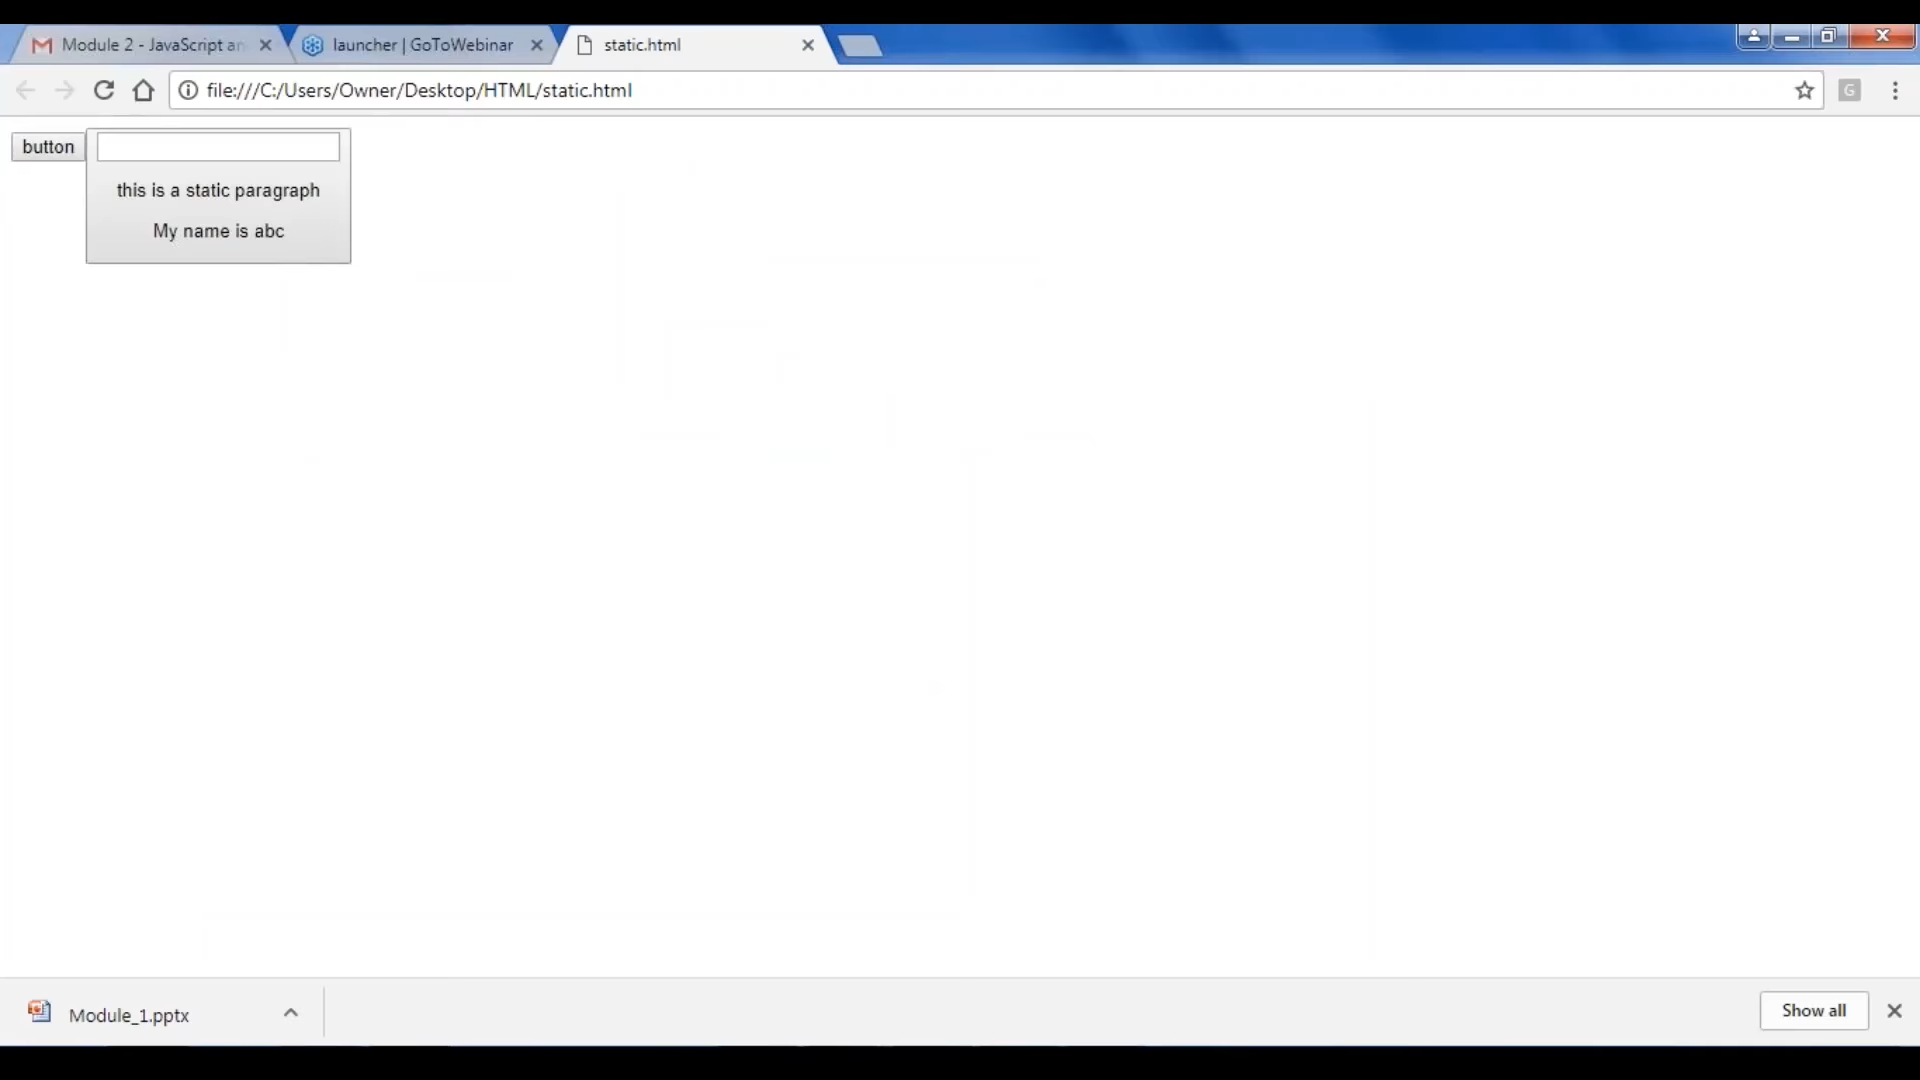 Module 2 - JavaScript an
launcher | GoToWebinar
static.html
file:///C:/Users/Owner/Desktop/HTML/static.html
G
button
this is a static paragraph
My name is abc
Module_1.pptx
Show all